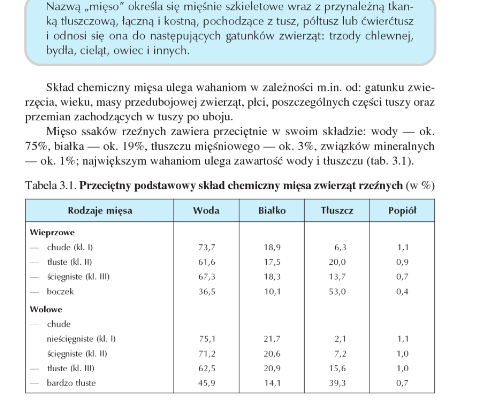 Nazwą „mięso” określa się mięśnie szkieletowe wraz z przynależną tkan-
ką tłuszczową, łączną i kostną, pochodzące z tusz, półtusz lub ćwierćtusz
i odnosi się ona do następujących gatunków zwierząt: trzody chlewnej,
bydła, cieląt, owiec i innych.
Skład chemiczny mięsa ulega wahaniom w zależności m.in. od: gatunku zwie-
rzęcia, wieku, masy przedubojowej zwierząt, płci, poszczególnych części tuszy oraz
przemian zachodzących w tuszy po uboju.
Mięso ssaków rzeźnych zawiera przeciętnie w swoim składzie: wody — ok.
75%, białka — ok. 19%, tłuszczu mięśniowego — ok. 3%, związków mineralnych
— ok. 1%; największym wahaniom ulega zawartość wody i tłuszczu (tab. 3.1).
Tabela 3.1. Przeciętny podstawowy skład chemiczny mięsa zwierząt rzeźnych (w %)
Rodzaje mięsa Woda Białko Tłuszcz Popiół
Wieprzowe
— chude (kl. I) 73,7 18,9 6,3 1,1
— tłuste (kl. II) 61,6 17,5 20,0 0,9
— ścięgniste (kl. III) 67,3 18,3 13,7 0,7
— boczek 36,5 10,1 53,0 0,4
Wołowe
— chude
nieścięgniste (kl. I) 75,1 21,7 2,1 1,1
ścięgniste (kl. II) 71,2 20,6 7,2 1,0
— tłuste (kl. III) 62,5 20,9 15,6 1,0
— bardzo tłuste 45,9 14,1 39,3 0,7